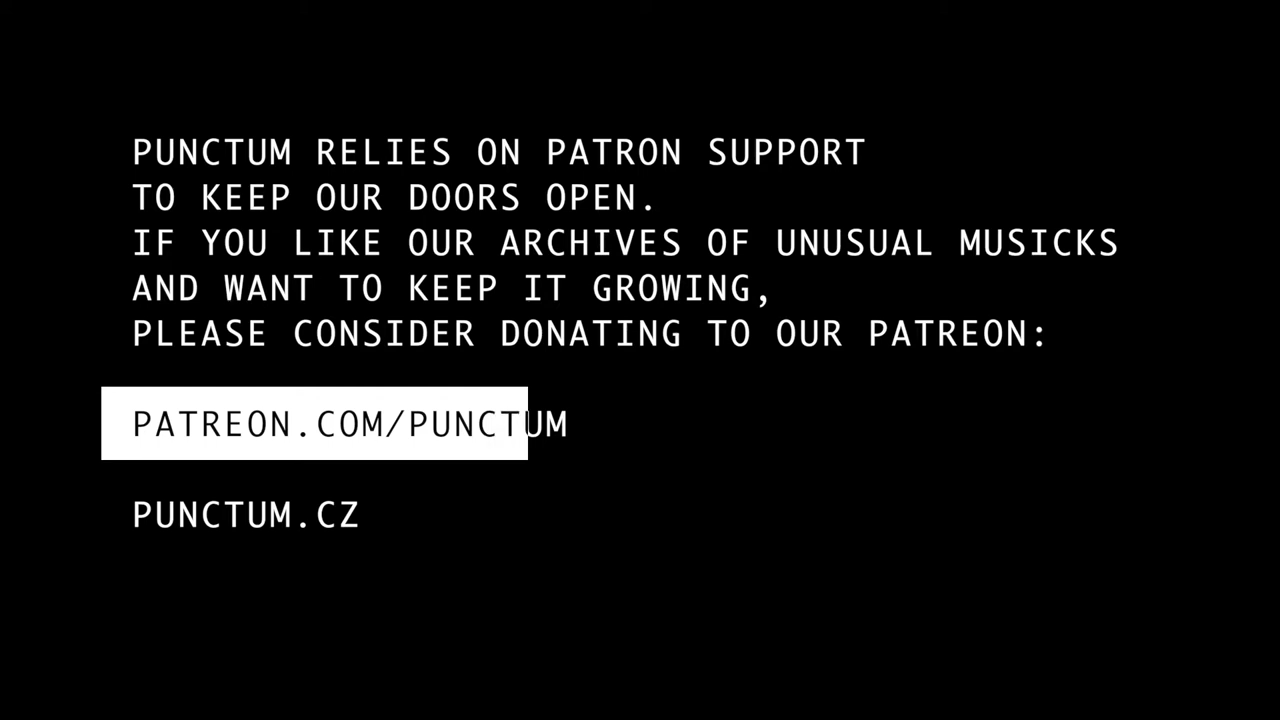 PUNCTUM RELIES ON PATRON SUPPORT
TO KEEP OUR DOORS OPEN.
IF YOU LIKE OUR ARCHIVES OF UNUSUAL MUSICKS
AND WANT TO KEEP IT GROWING,
PLEASE CONSIDER DONATING TO OUR PATREON:
PATREON.COM/PUNCTUM
PUNCTUM.CZ